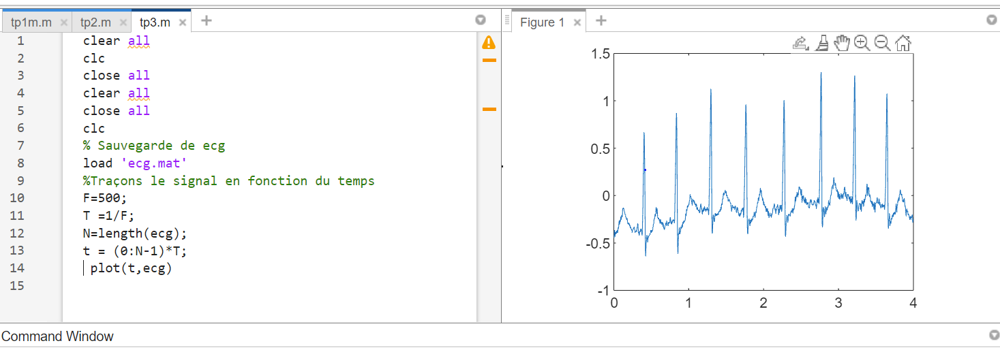 tp1m.m × tp2.m × tp3.m × +
1 clear all
2 clc
3 close all
4 clear all
5 close all
6 clc
7 % Sauvegarde de ecg
8 load 'ecg.mat'
9 %Traçons le signal en fonction du temps
10 F=500;
11 T =1/F;
12 N=length(ecg);
13 t = (0:N-1)*T;
14 plot(t,ecg)
15
Figure 1 × +
1.5
1
0.5
0
-0.5
-1
0 1 2 3 4
Command Window